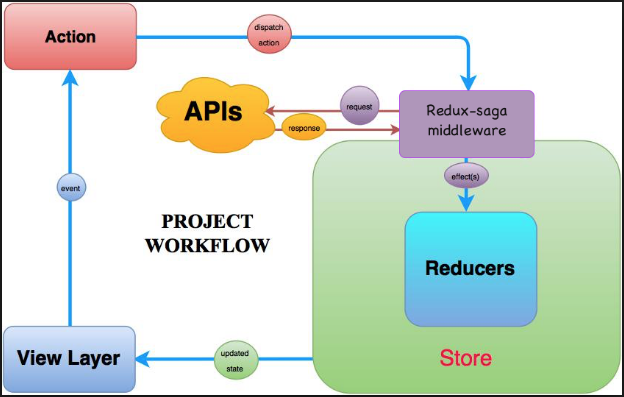 Action
dispatch
action
APIs
request
response
Redux-saga
middleware
effect(s)
event
PROJECT
WORKFLOW
Reducers
View Layer
updated
state
Store